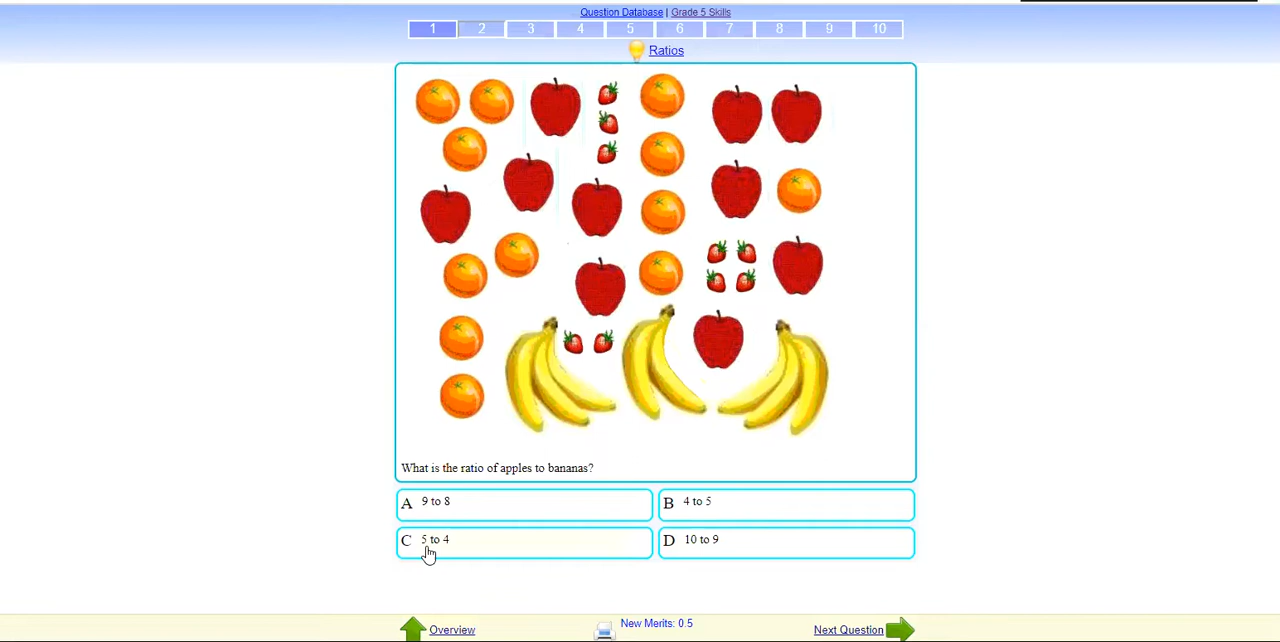 Question Database | Grade 5 Skills
1 2 3 4 5 6 7 8 9 10
Ratios
What is the ratio of apples to bananas?
A 9 to 8
B 4 to 5
C 5 to 4
D 10 to 9
Overview
New Merits: 0.5
Next Question